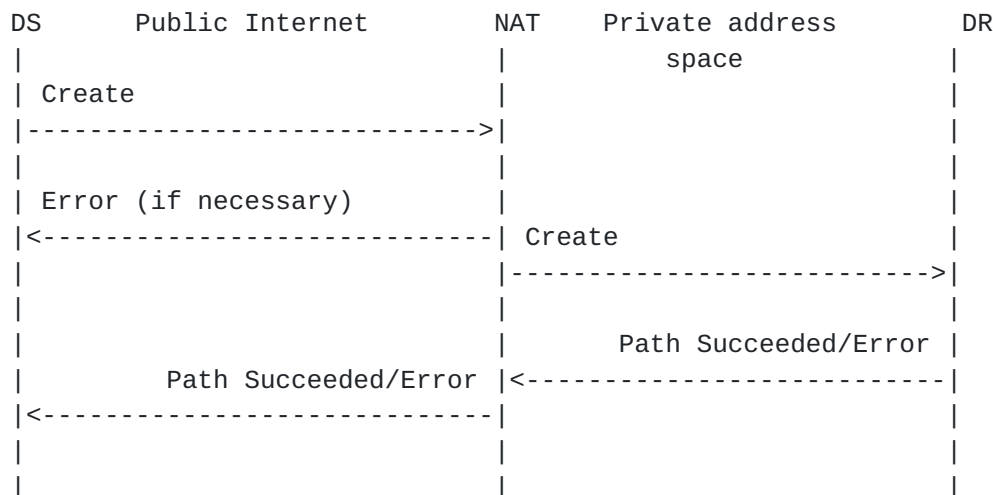 DS      Public Internet        NAT    Private address        DR
|                              |          space             |
| Create                       |                            |
|----------------------------->|                            |
|                              |                            |
| Error (if necessary)         |                            |
|<-----------------------------| Create                     |
|                              |--------------------------->|
|                              |                            |
|                              |       Path Succeeded/Error |
|         Path Succeeded/Error |<---------------------------|
|<-----------------------------|                            |
|                              |                            |
|                              |                            |